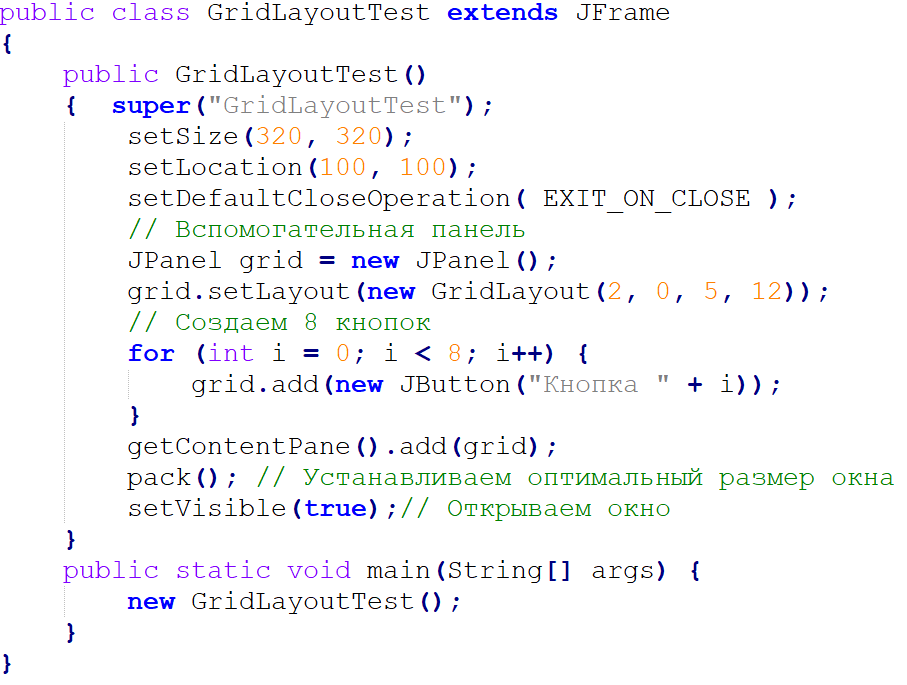 public class GridLayoutTest extends JFrame
{
    public GridLayoutTest()
    {  super("GridLayoutTest");
        setSize(320, 320);
        setLocation(100, 100);
        setDefaultCloseOperation( EXIT_ON_CLOSE );
        // Вспомогательная панель
        JPanel grid = new JPanel();
        grid.setLayout(new GridLayout(2, 0, 5, 12));
        // Создаем 8 кнопок
        for (int i = 0; i < 8; i++) {
            grid.add(new JButton("Кнопка " + i));
        }
        getContentPane().add(grid);
        pack(); // Устанавливаем оптимальный размер окна
        setVisible(true);// Открываем окно
    }
    public static void main(String[] args) {
        new GridLayoutTest();
    }
}